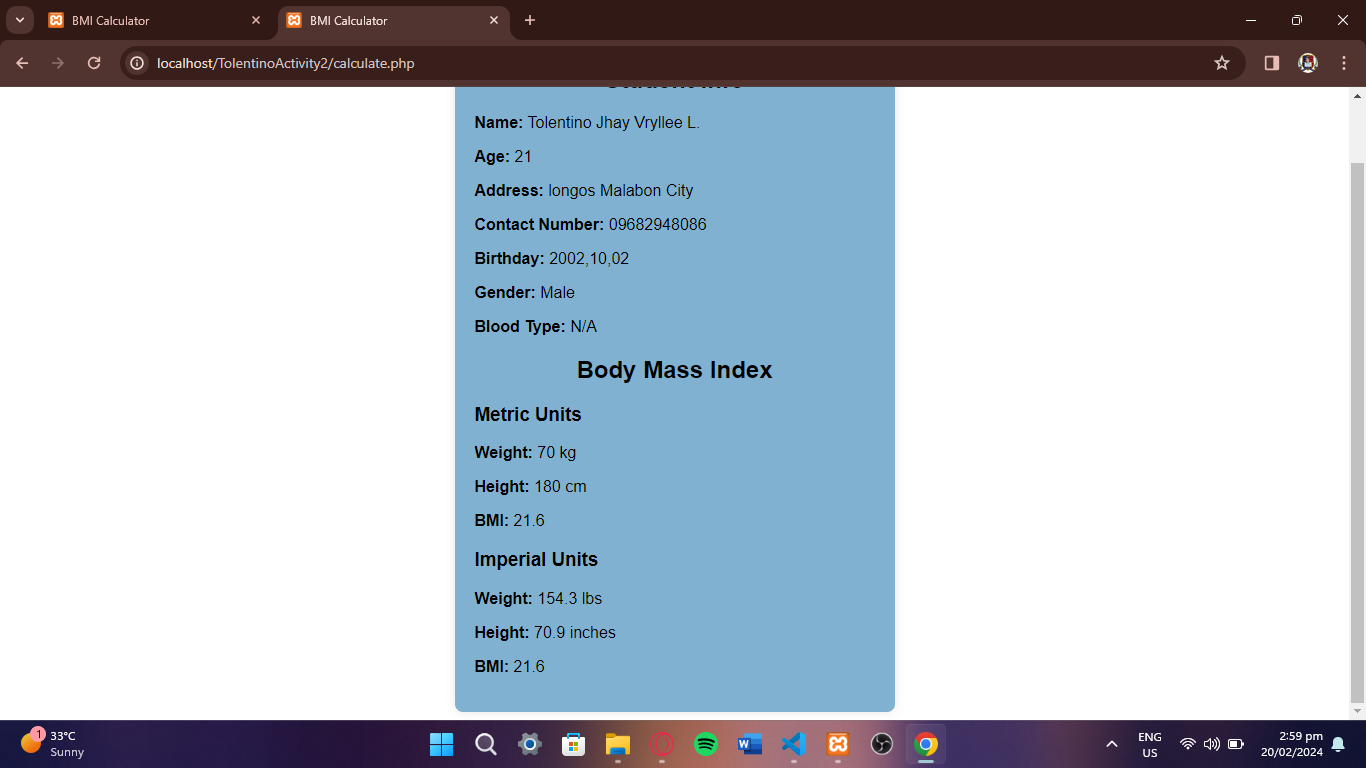 BMI Calculator
BMI Calculator
localhost/TolentinoActivity2/calculate.php
Name: Tolentino Jhay Vryllee L.
Age: 21
Address: longos Malabon City
Contact Number: 09682948086
Birthday: 2002,10,02
Gender: Male
Blood Type: N/A
Body Mass Index
Metric Units
Weight: 70 kg
Height: 180 cm
BMI: 21.6
Imperial Units
Weight: 154.3 lbs
Height: 70.9 inches
BMI: 21.6
1
33°C
Sunny
ENG
US
2:59 pm
20/02/2024